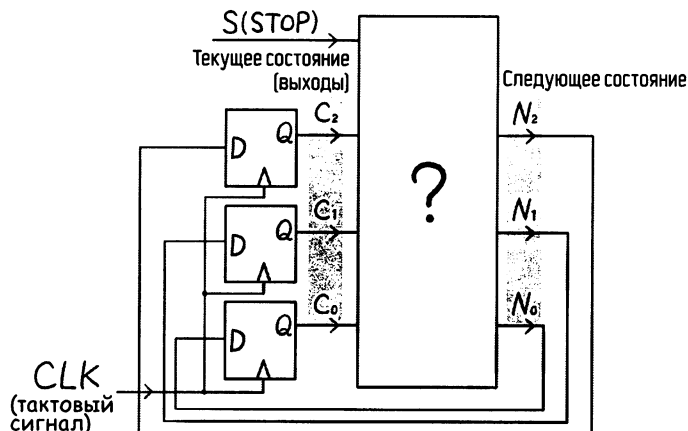 S(STOP)
Текущее состояние
(выходы)
Следующее состояние
C₂
N₂
D
Q
?
C₁
N₁
D
Q
C₀
N₀
D
Q
CLK
(тактовый
сигнал)